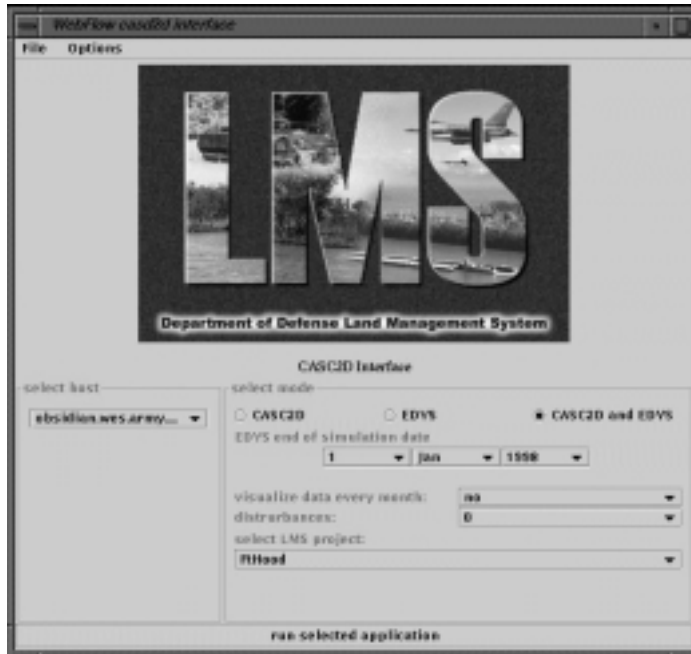 WebFlow casd2d interface
File Options
LMS
Department of Defense Land Management System
CASC2D Interface
select host
obsidian.wes.army...
select mode
CASC2D EDYS CASC2D and EDYS
EDYS end of simulation date
1 Jan 1998
visualize data every month: no
distrurbances: 0
select LMS project:
FtHood
run selected application